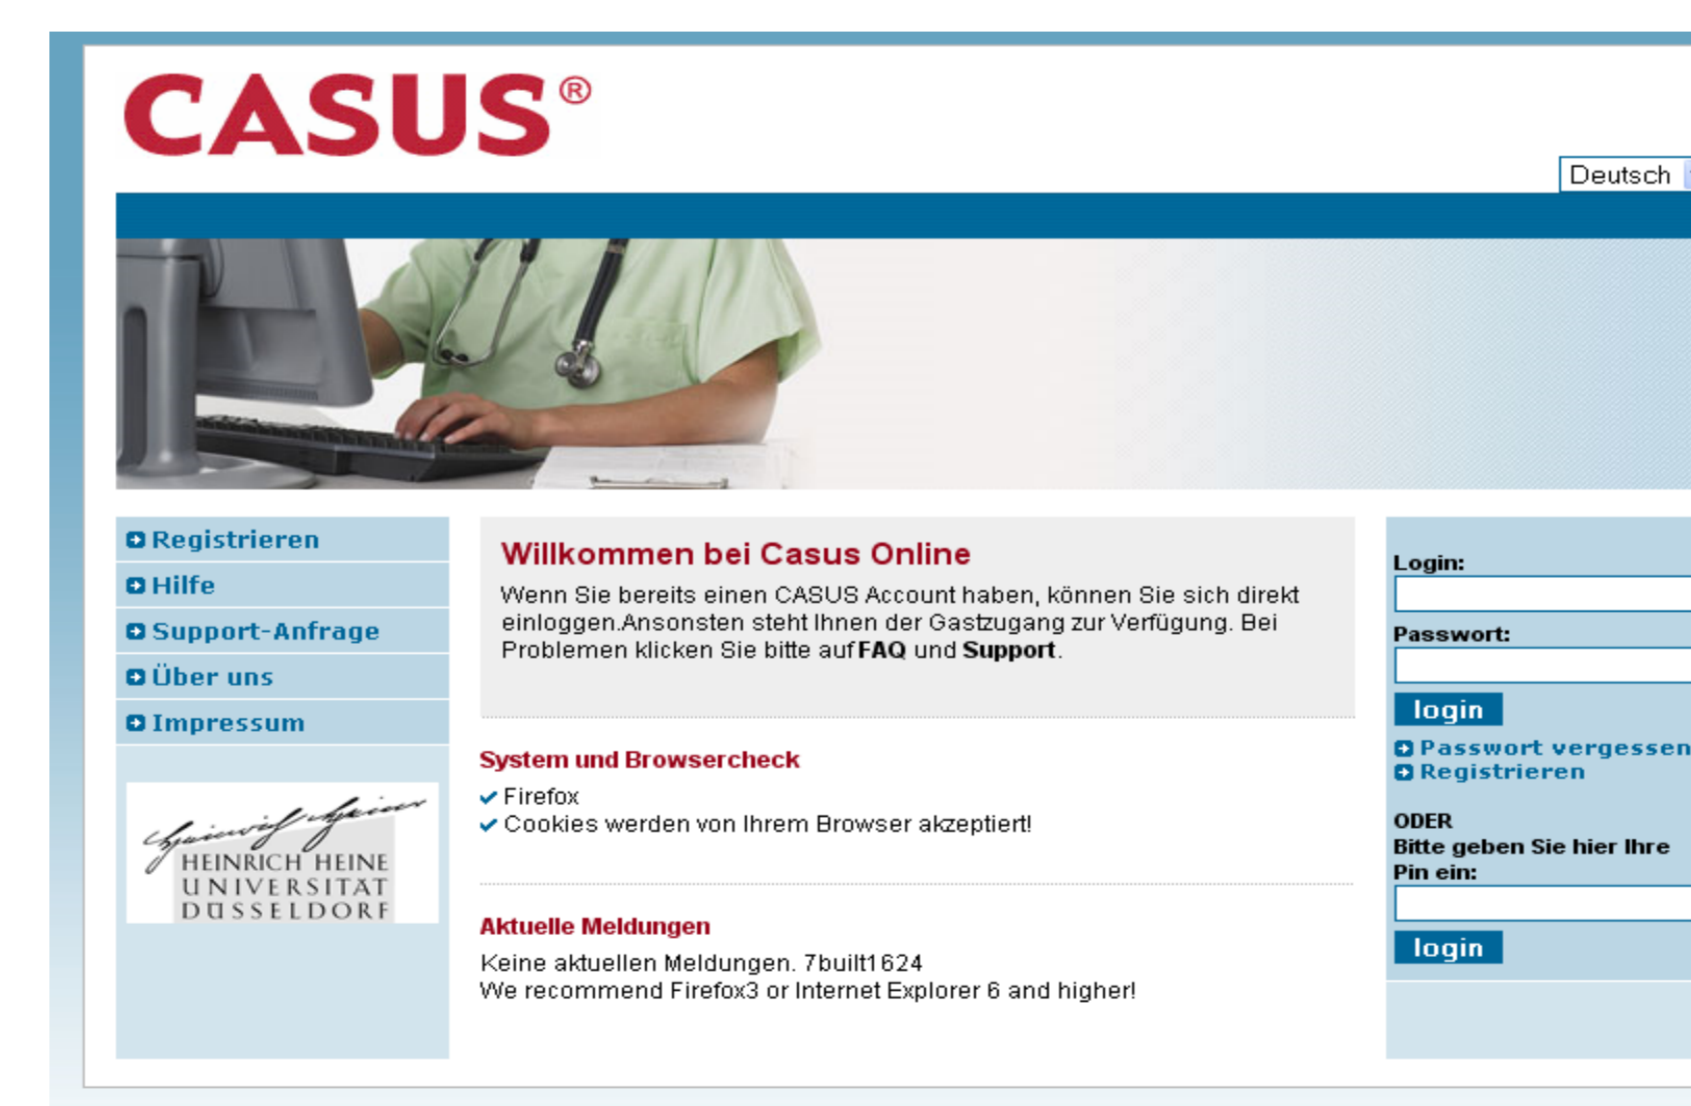 CASUS®
Deutsch
Registrieren
Hilfe
Support-Anfrage
Über uns
Impressum
Heinrich Heine
HEINRICH HEINE
UNIVERSITÄT
DÜSSELDORF
Willkommen bei Casus Online
Wenn Sie bereits einen CASUS Account haben, können Sie sich direkt
einloggen.Ansonsten steht Ihnen der Gastzugang zur Verfügung. Bei
Problemen klicken Sie bitte auf FAQ und Support.
System und Browsercheck
Firefox
Cookies werden von Ihrem Browser akzeptiert!
Aktuelle Meldungen
Keine aktuellen Meldungen. 7built1624
We recommend Firefox3 or Internet Explorer 6 and higher!
Login:
Passwort:
login
Passwort vergessen
Registrieren
ODER
Bitte geben Sie hier Ihre
Pin ein:
login